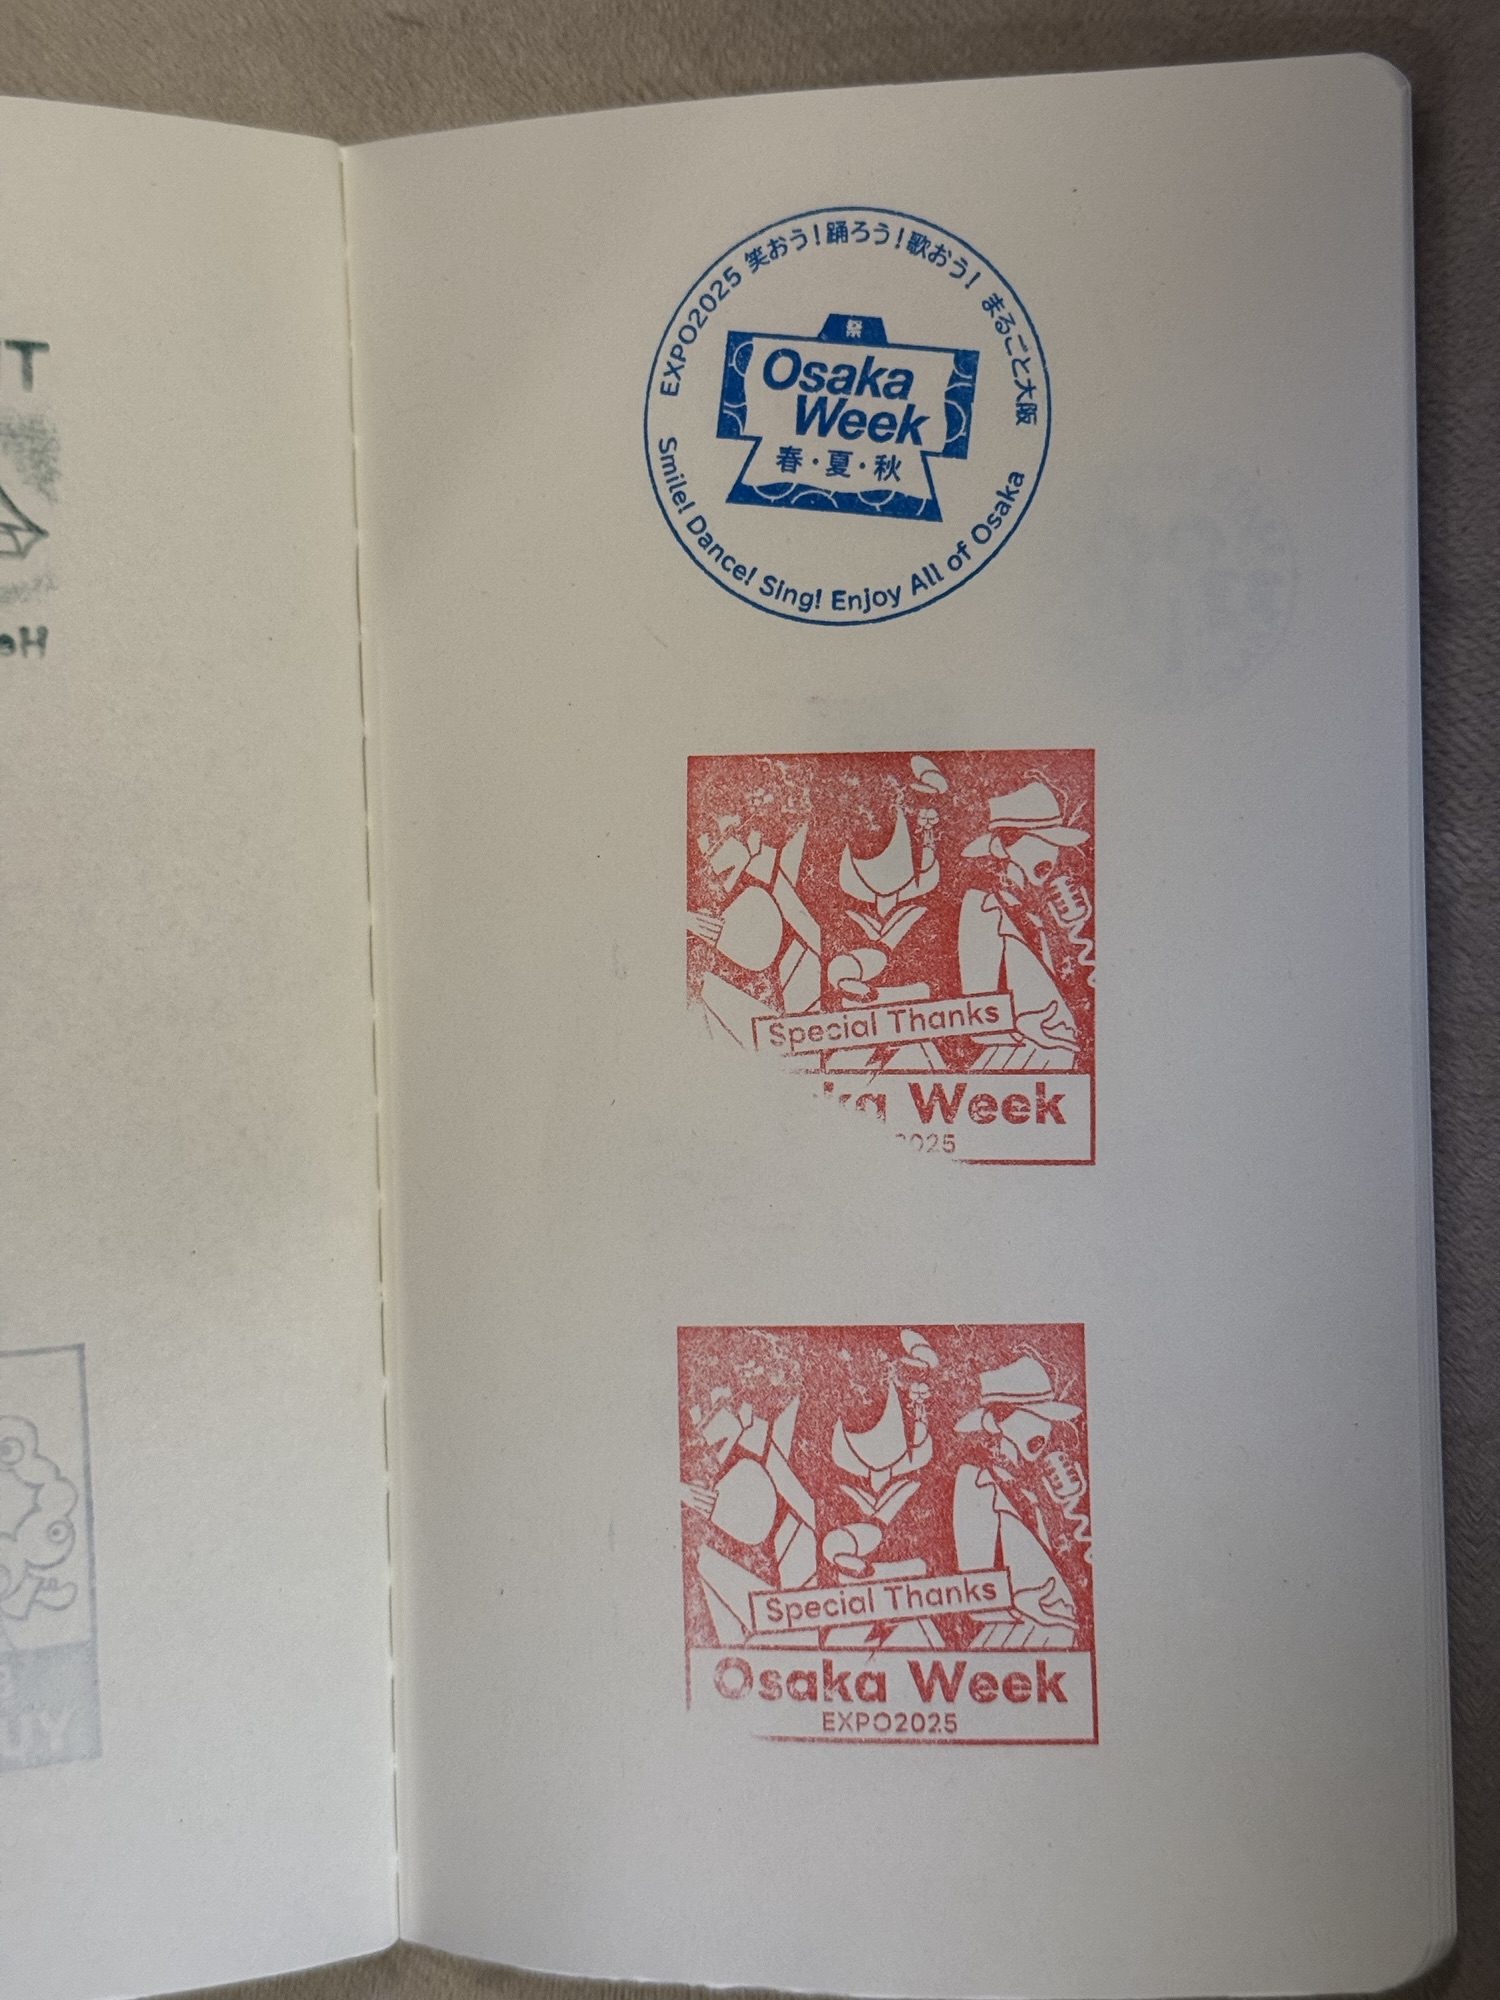 EXPO2025 笑おう！踊ろう！歌おう！ まるごと大阪
祭
Osaka
Week
春・夏・秋
Smile! Dance! Sing! Enjoy All of Osaka
Special Thanks
Week
2025
Special Thanks
Osaka Week
EXPO2025